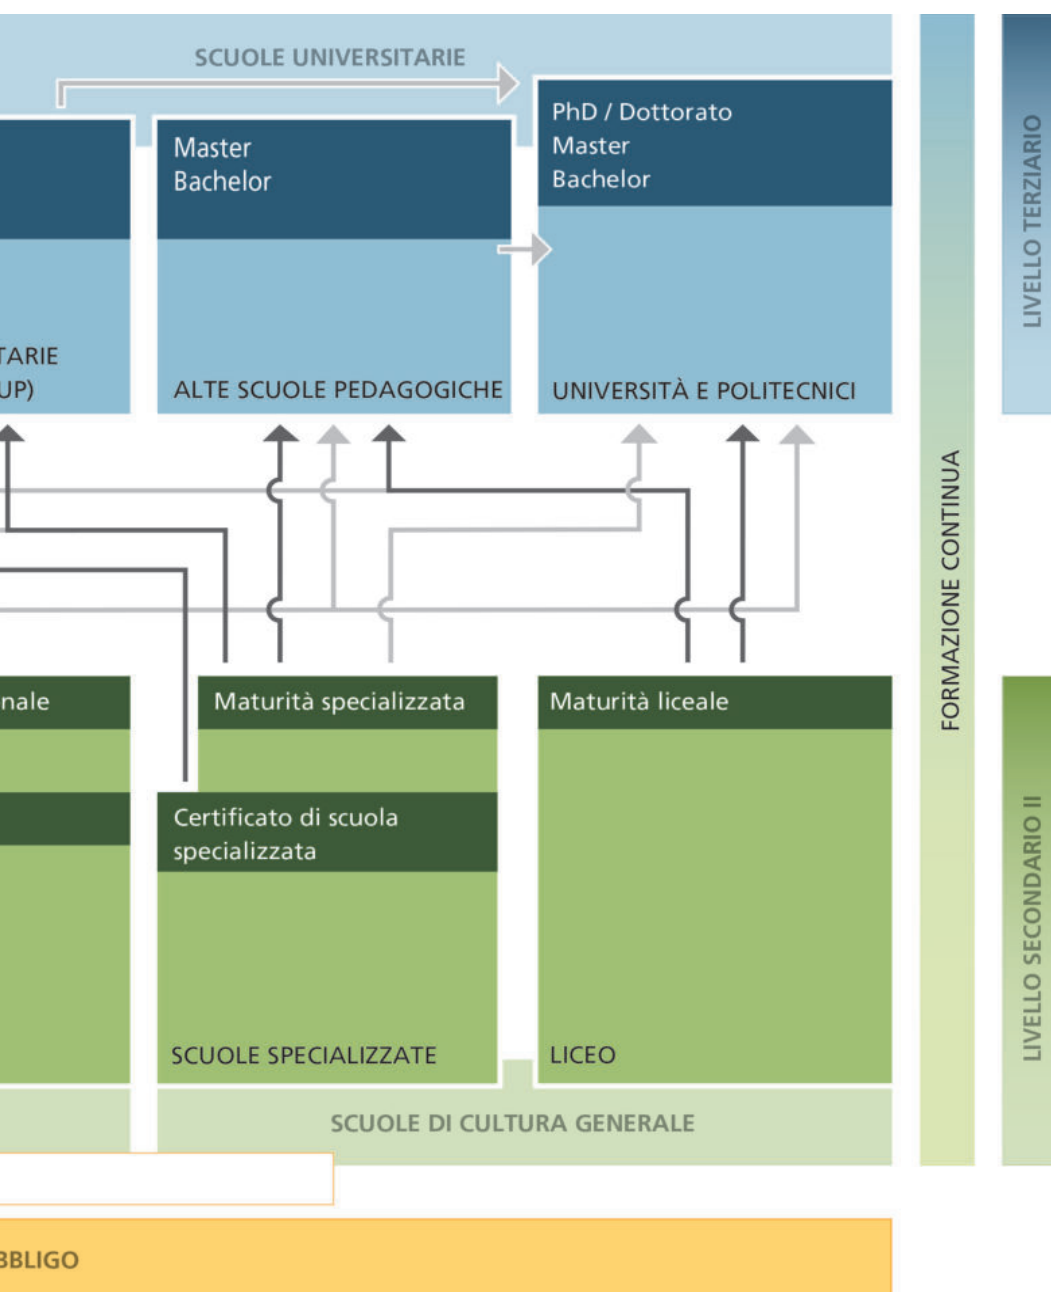 SCUOLE UNIVERSITARIE
Master
Bachelor
PhD / Dottorato
Master
Bachelor
TARIE
UP)
ALTE SCUOLE PEDAGOGICHE
UNIVERSITÀ E POLITECNICI
nale
Maturità specializzata
Maturità liceale
Certificato di scuola
specializzata
SCUOLE SPECIALIZZATE
LICEO
SCUOLE DI CULTURA GENERALE
BBLIGO
FORMAZIONE CONTINUA
LIVELLO TERZIARIO
LIVELLO SECONDARIO II